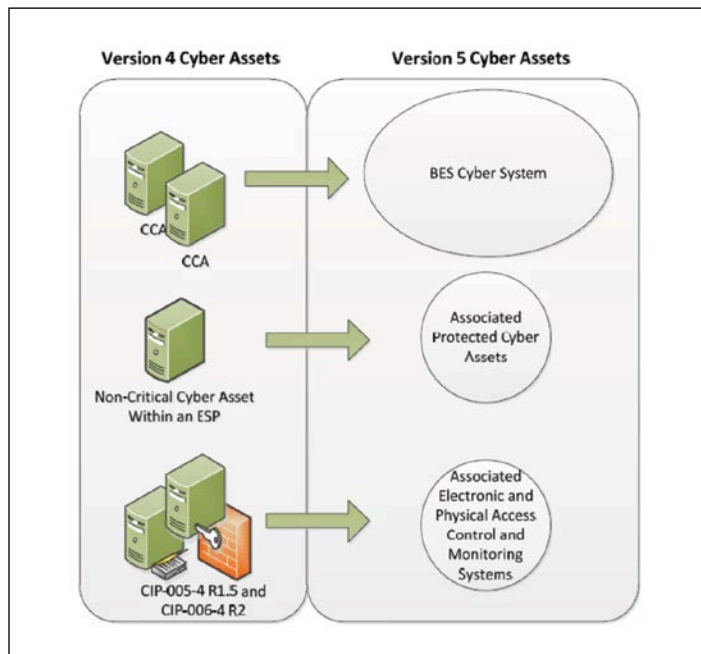 Version 4 Cyber Assets
Version 5 Cyber Assets
CCA
CCA
BES Cyber System
Non-Critical Cyber Asset
Within an ESP
Associated
Protected Cyber
Assets
CIP-005-4 R1.5 and
CIP-006-4 R2
Associated
Electronic and
Physical Access
Control and
Monitoring
Systems